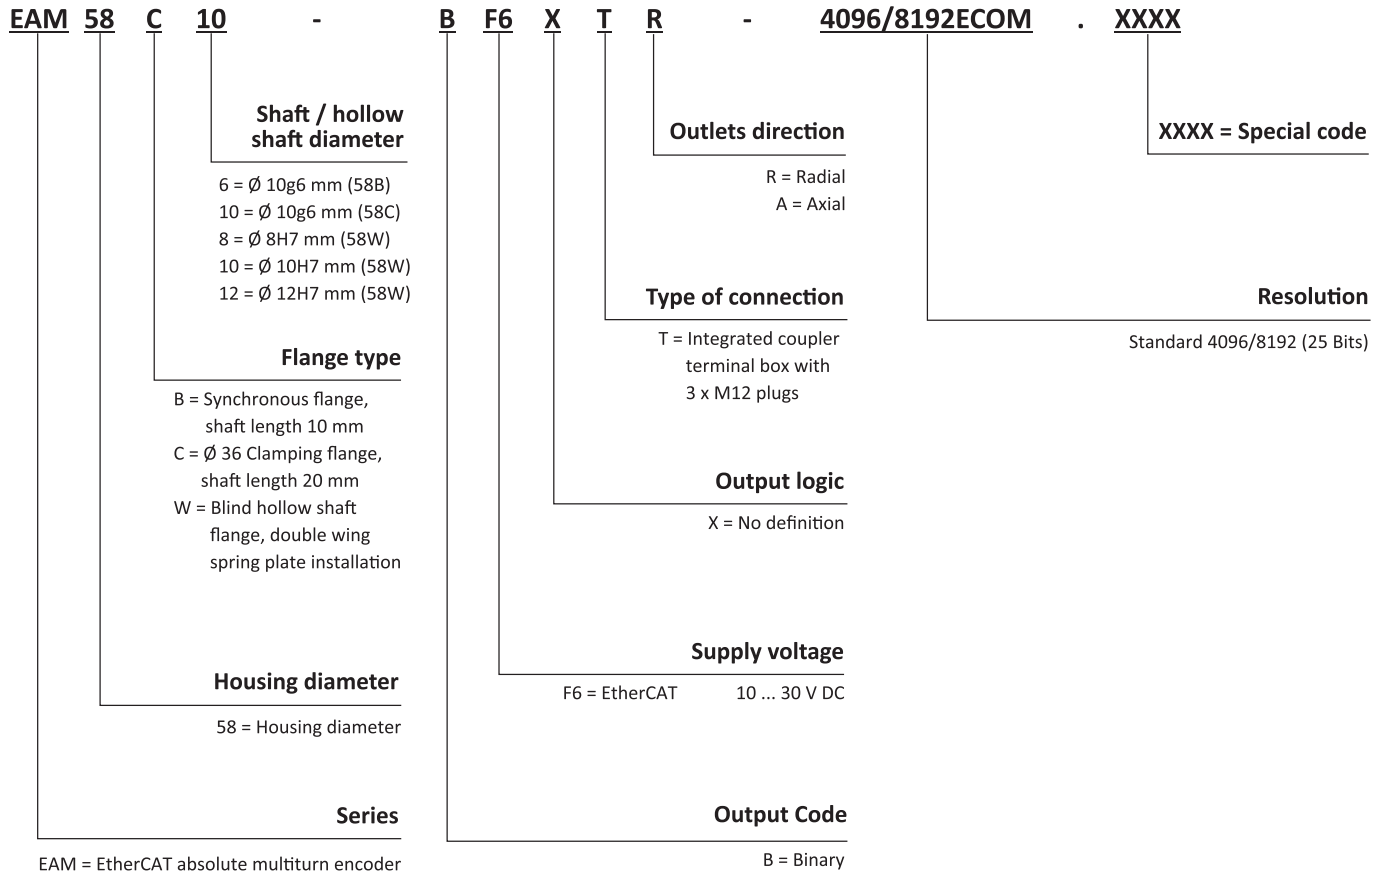 EAM 58 C 10 - B F6 X T R - 4096/8192ECOM . XXXX
Shaft / hollow
shaft diameter
6 = Ø 10g6 mm (58B)
10 = Ø 10g6 mm (58C)
8 = Ø 8H7 mm (58W)
10 = Ø 10H7 mm (58W)
12 = Ø 12H7 mm (58W)
Flange type
B = Synchronous flange,
shaft length 10 mm
C = Ø 36 Clamping flange,
shaft length 20 mm
W = Blind hollow shaft
flange, double wing
spring plate installation
Housing diameter
58 = Housing diameter
Series
EAM = EtherCAT absolute multiturn encoder
Outlets direction
R = Radial
A = Axial
Type of connection
T = Integrated coupler
terminal box with
3 x M12 plugs
Output logic
X = No definition
Supply voltage
F6 = EtherCAT 10 ... 30 V DC
Output Code
B = Binary
XXXX = Special code
Resolution
Standard 4096/8192 (25 Bits)